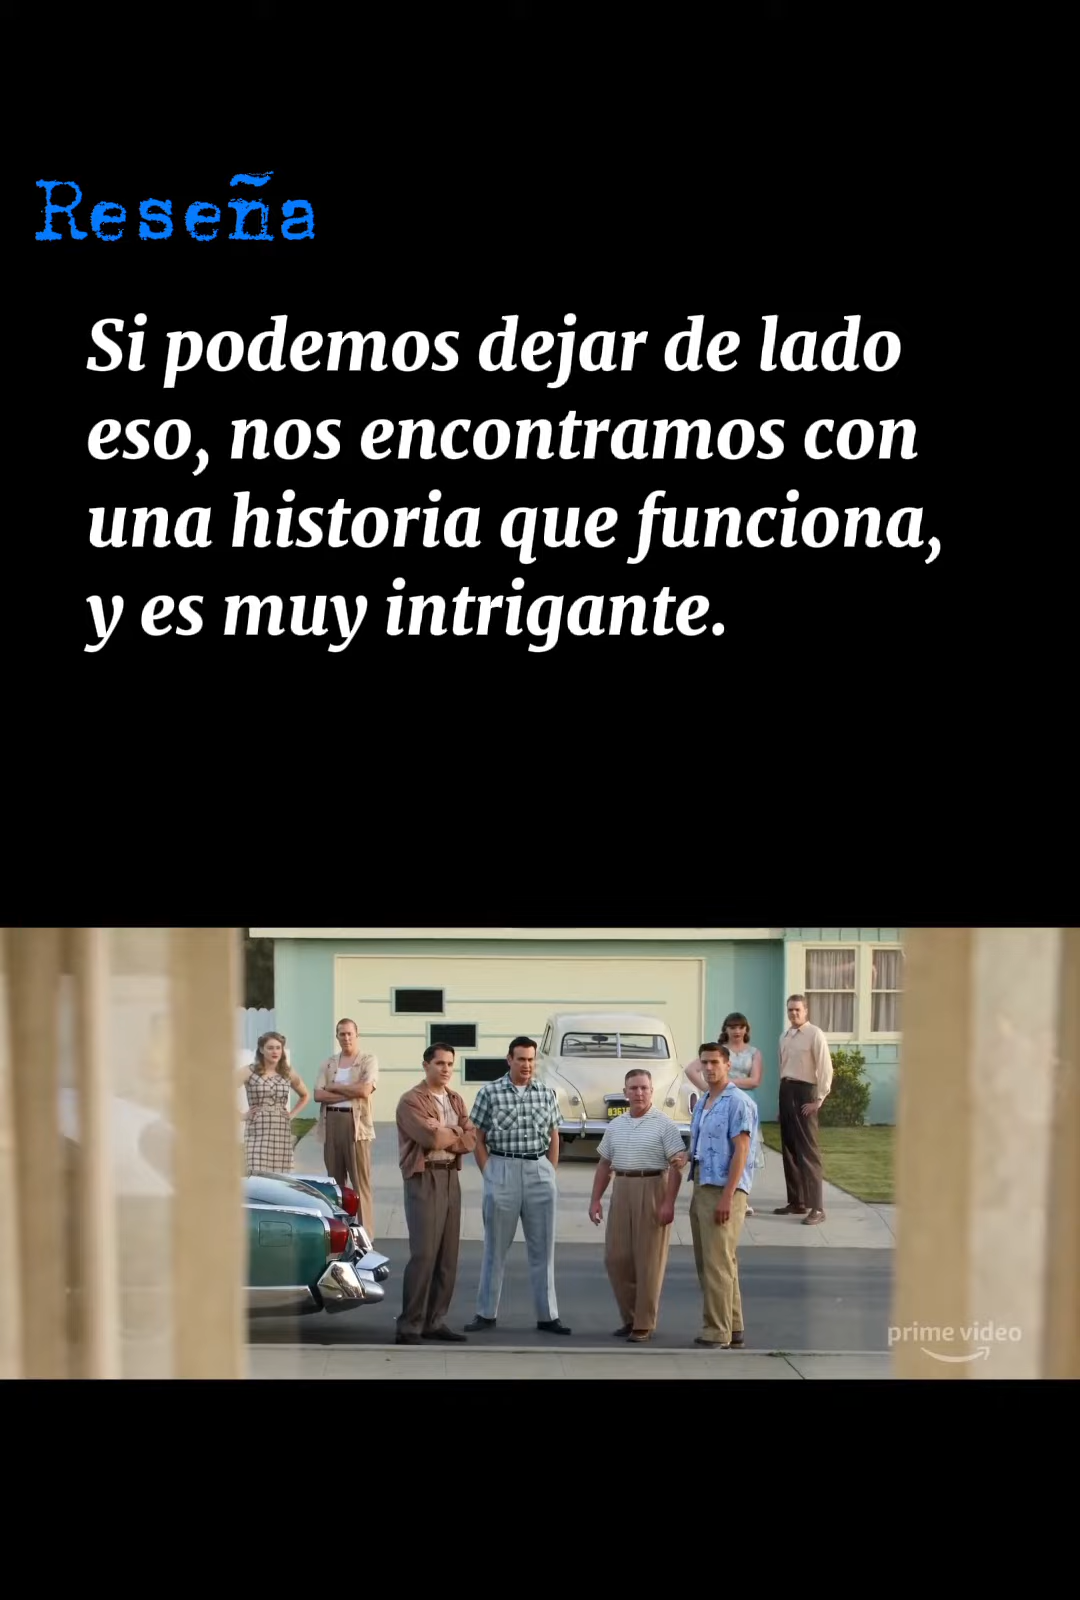 Reseña
Si podemos dejar de lado
eso, nos encontramos con
una historia que funciona,
y es muy intrigante.
prime video